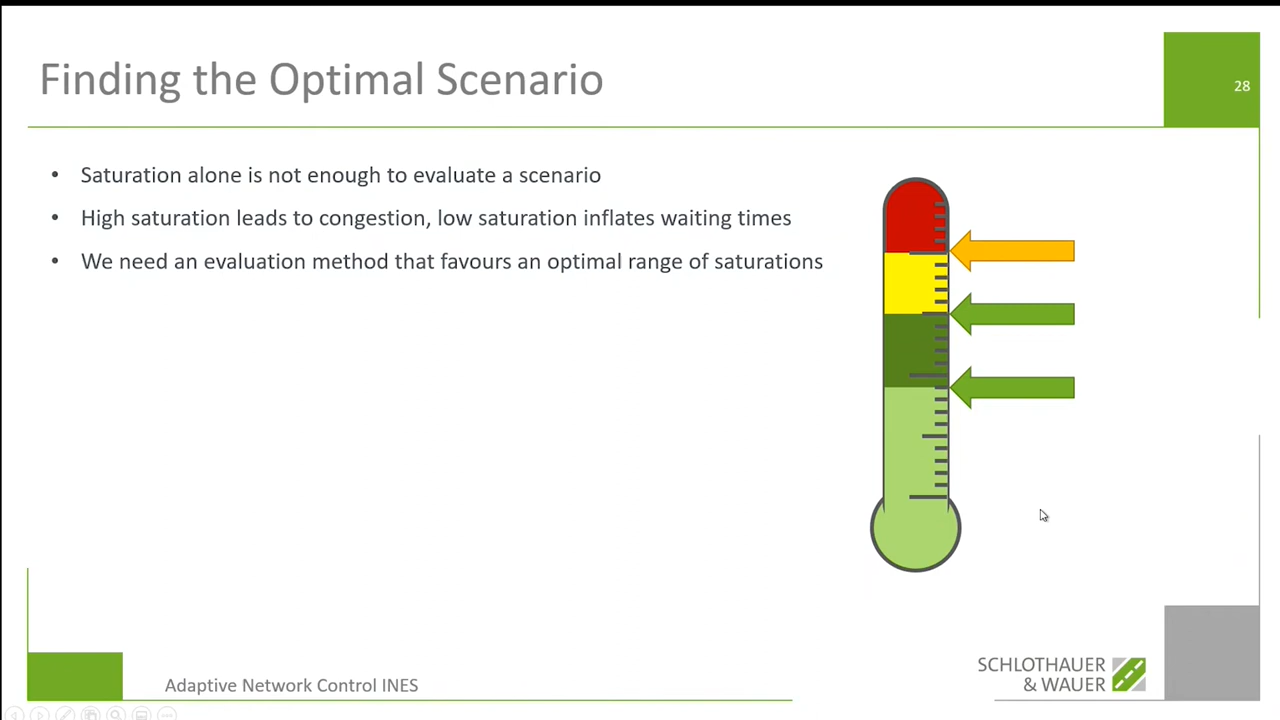 Finding the Optimal Scenario
28
• Saturation alone is not enough to evaluate a scenario
• High saturation leads to congestion, low saturation inflates waiting times
• We need an evaluation method that favours an optimal range of saturations
SCHLOTHAUER
& WAUER
Adaptive Network Control INES